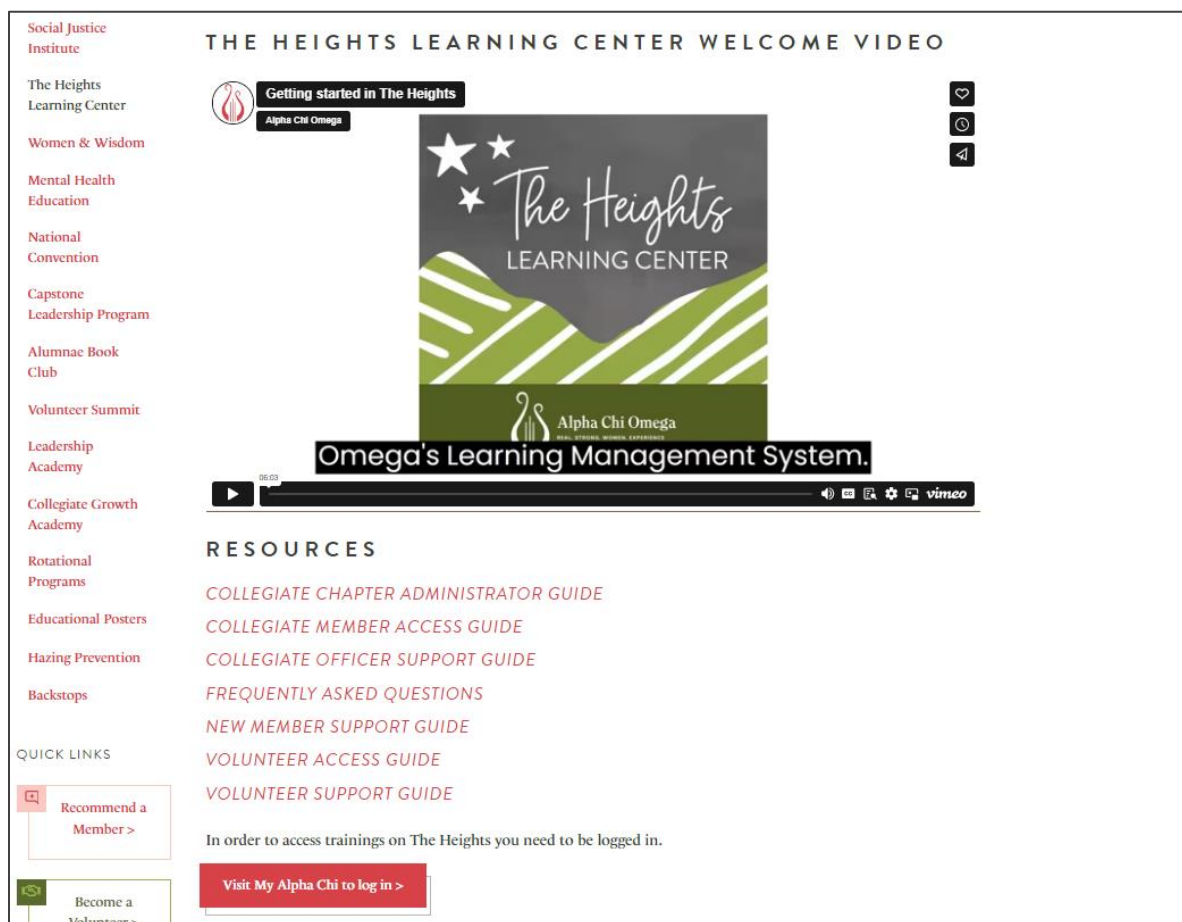 Social Justice
Institute
The Heights
Learning Center
Women & Wisdom
Mental Health
Education
National
Convention
Capstone
Leadership Program
Alumnae Book
Club
Volunteer Summit
Leadership
Academy
Collegiate Growth
Academy
Rotational
Programs
Educational Posters
Hazing Prevention
Backstops
QUICK LINKS
Recommend a
Member >
Become a
Volunteer >
THE HEIGHTS LEARNING CENTER WELCOME VIDEO
Getting started in The Heights
Alpha Chi Omega
The Heights
LEARNING CENTER
Alpha Chi Omega
REAL. STRONG. WOMEN. EXPERIENCE
Omega's Learning Management System.
06:03
CC
vimeo
RESOURCES
COLLEGIATE CHAPTER ADMINISTRATOR GUIDE
COLLEGIATE MEMBER ACCESS GUIDE
COLLEGIATE OFFICER SUPPORT GUIDE
FREQUENTLY ASKED QUESTIONS
NEW MEMBER SUPPORT GUIDE
VOLUNTEER ACCESS GUIDE
VOLUNTEER SUPPORT GUIDE
In order to access trainings on The Heights you need to be logged in.
Visit My Alpha Chi to log in >